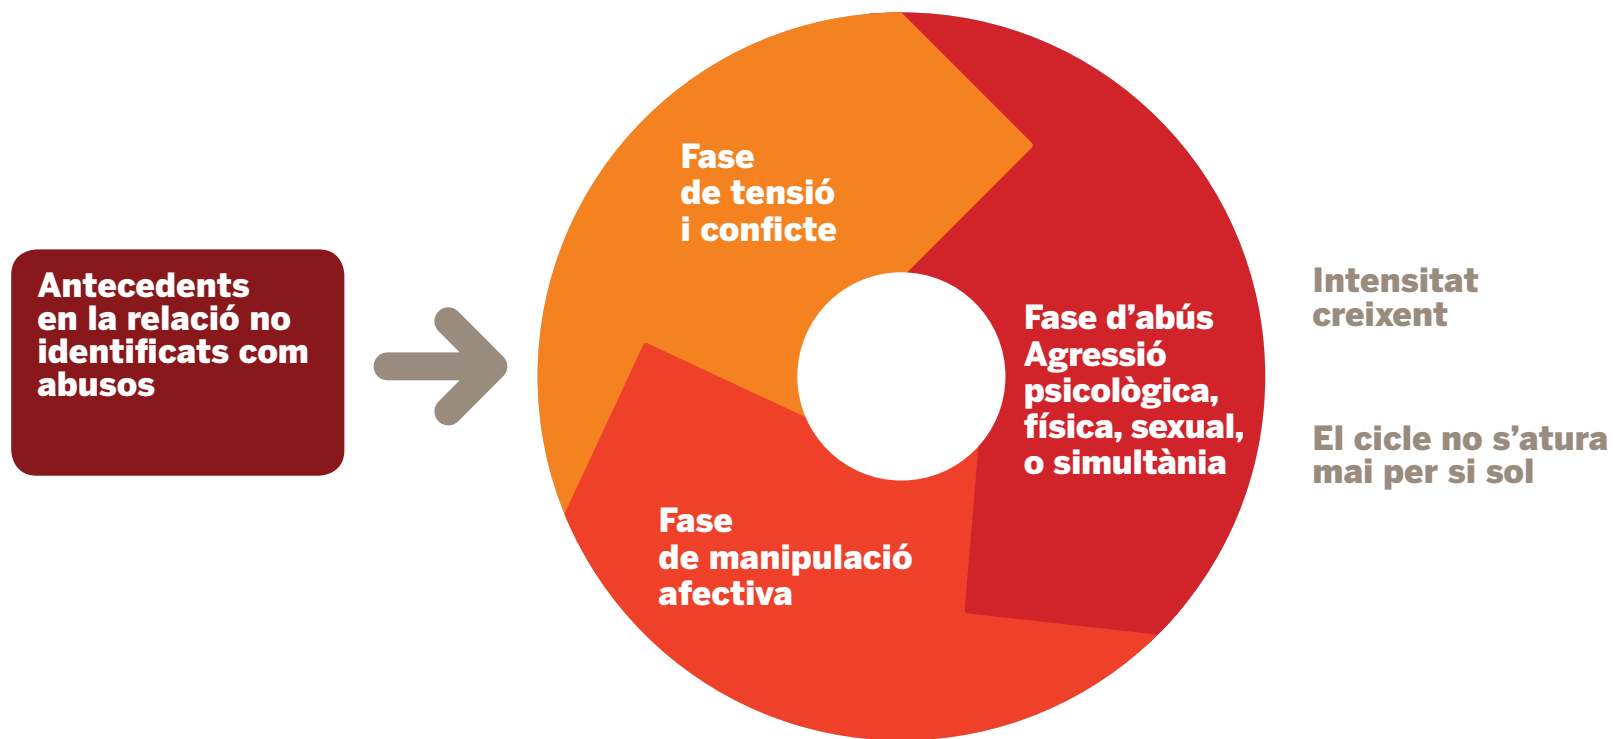 Antecedents
en la relació no
identificats com
abusos
Fase
de tensió
i conficte
Fase d’abús
Agressió
psicològica,
física, sexual,
o simultània
Fase
de manipulació
afectiva
Intensitat
creixent
El cicle no s’atura
mai per si sol